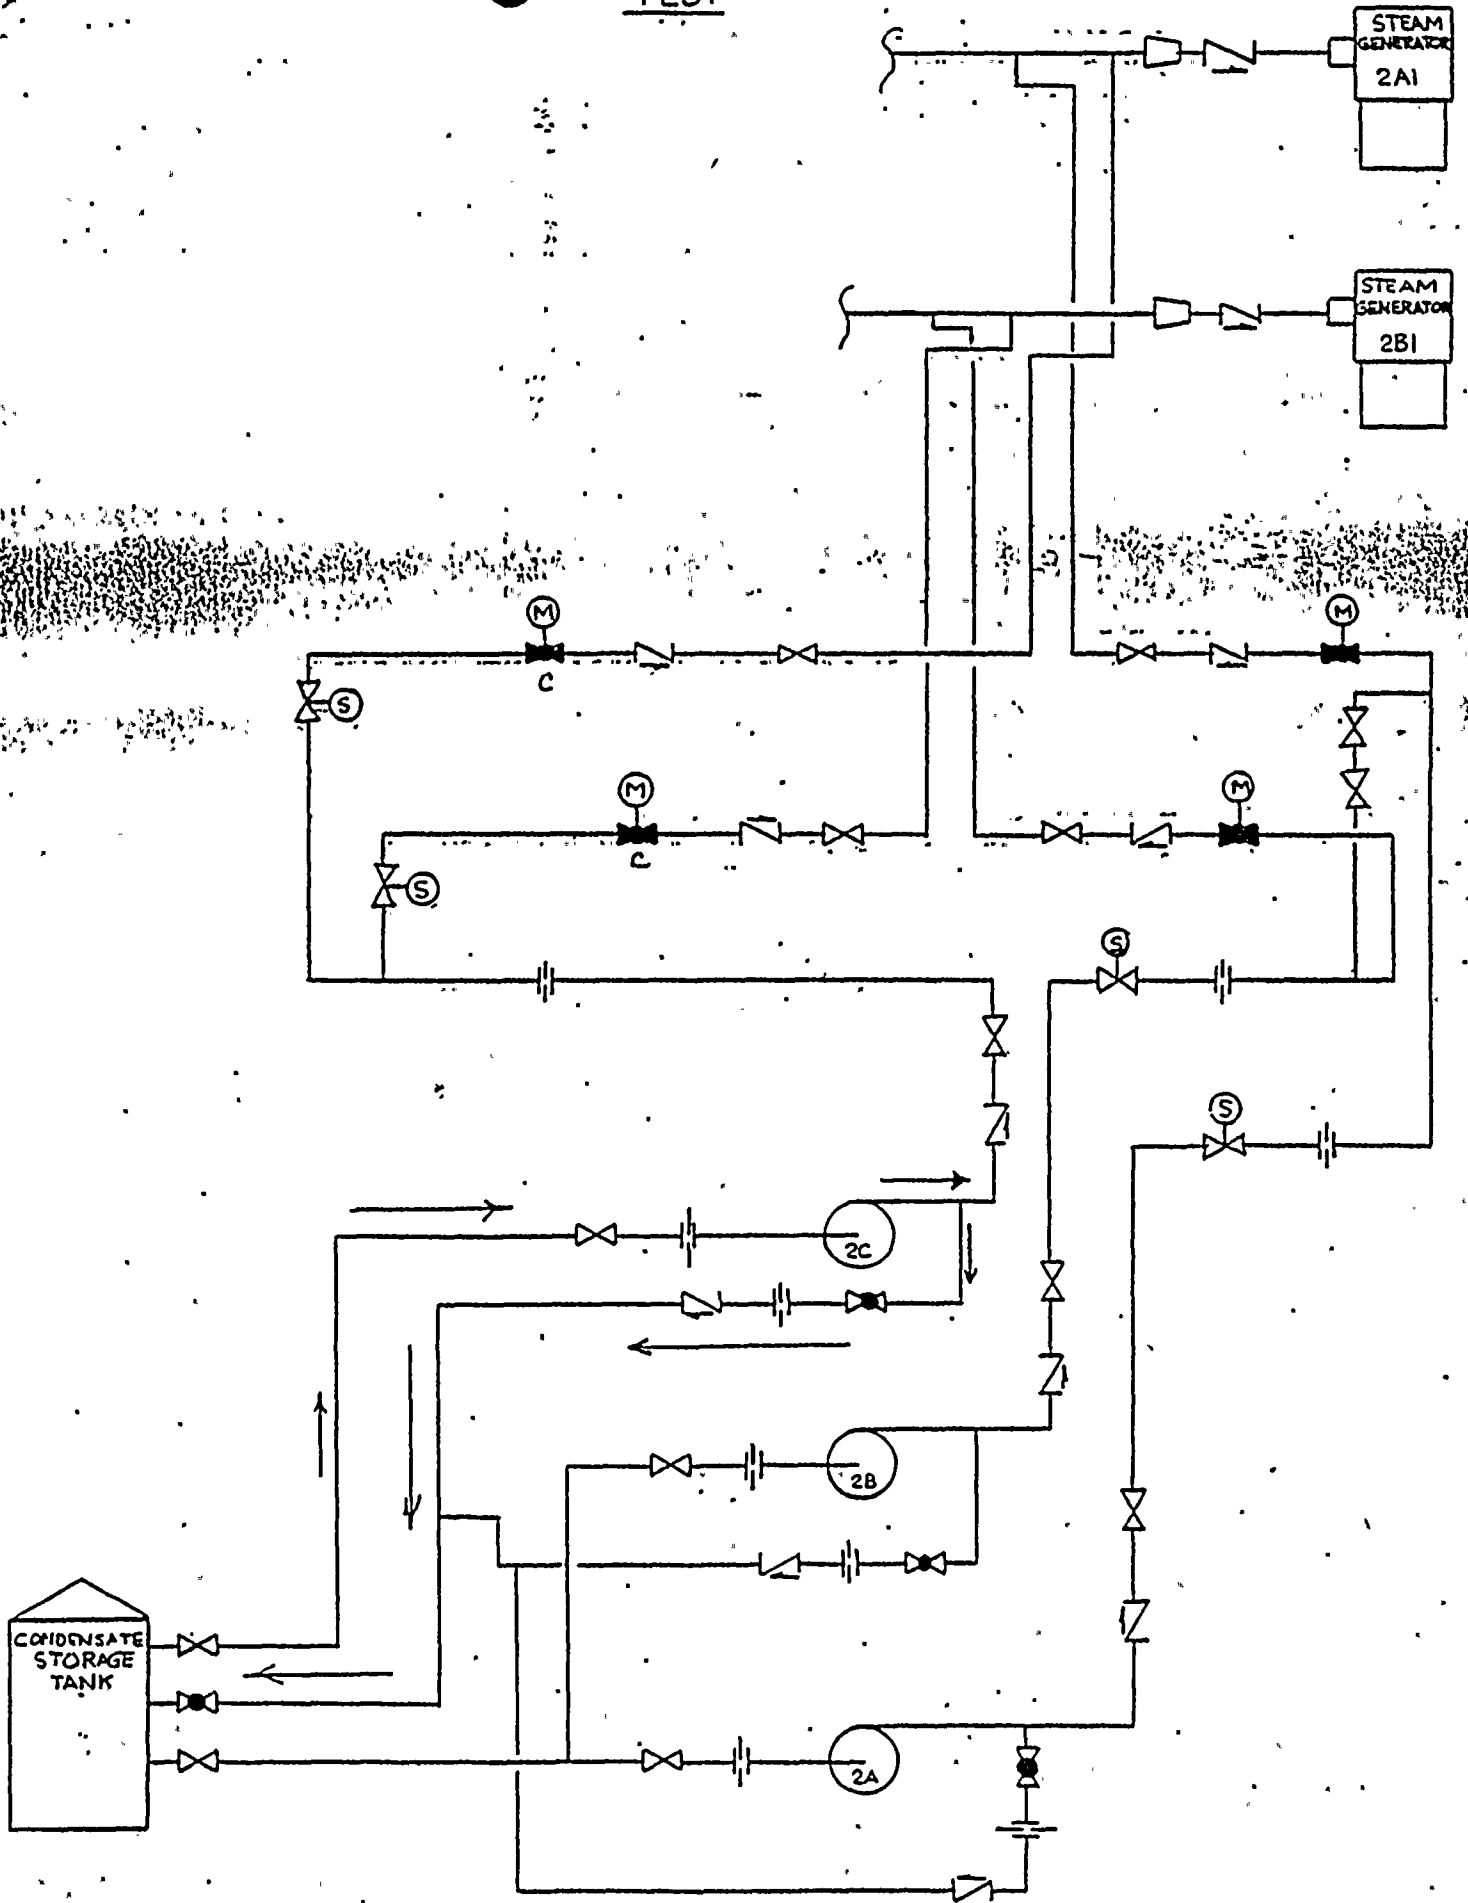 TEST
STEAM
GENERATOR
2A1
STEAM
GENERATOR
2B1
M
M
C
S
M
M
C
S
S
S
2C
2B
CONDENSATE
STORAGE
TANK
2A